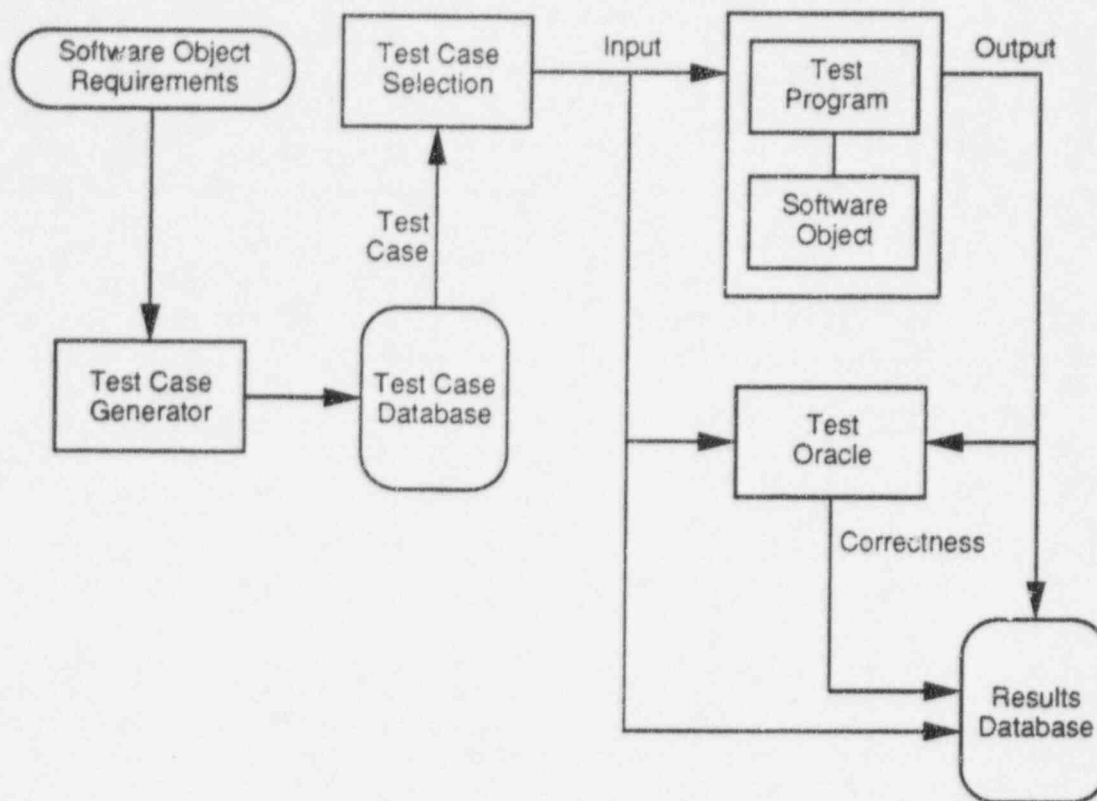 Software Object
Requirements
Test Case
Selection
Input
Test
Program
Output
Software
Object
Test
Case
Test Case
Generator
Test Case
Database
Test
Oracle
Correctness
Results
Database